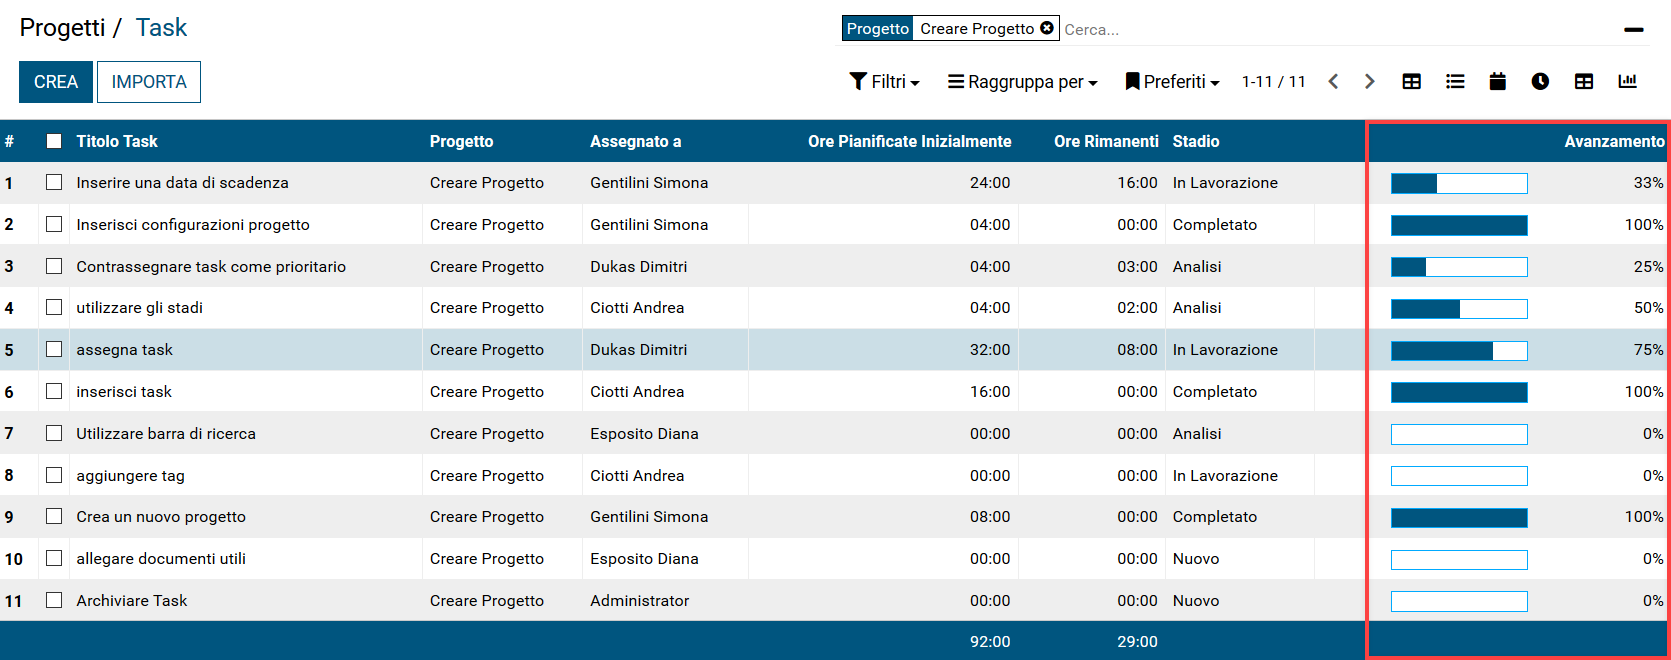 Progetti / Task
Progetto Creare Progetto Cerca...
CREA IMPORTA
Filtri Raggruppa per Preferiti 1-11 / 11
# Titolo Task Progetto Assegnato a Ore Pianificate Inizialmente Ore Rimanenti Stadio Avanzamento
1 Inserire una data di scadenza Creare Progetto Gentilini Simona 24:00 16:00 In Lavorazione 33%
2 Inserisci configurazioni progetto Creare Progetto Gentilini Simona 04:00 00:00 Completato 100%
3 Contrassegnare task come prioritario Creare Progetto Dukas Dimitri 04:00 03:00 Analisi 25%
4 utilizzare gli stadi Creare Progetto Ciotti Andrea 04:00 02:00 Analisi 50%
5 assegna task Creare Progetto Dukas Dimitri 32:00 08:00 In Lavorazione 75%
6 inserisci task Creare Progetto Ciotti Andrea 16:00 00:00 Completato 100%
7 Utilizzare barra di ricerca Creare Progetto Esposito Diana 00:00 00:00 Analisi 0%
8 aggiungere tag Creare Progetto Ciotti Andrea 00:00 00:00 In Lavorazione 0%
9 Crea un nuovo progetto Creare Progetto Gentilini Simona 08:00 00:00 Completato 100%
10 allegare documenti utili Creare Progetto Esposito Diana 00:00 00:00 Nuovo 0%
11 Archiviare Task Creare Progetto Administrator 00:00 00:00 Nuovo 0%
92:00 29:00